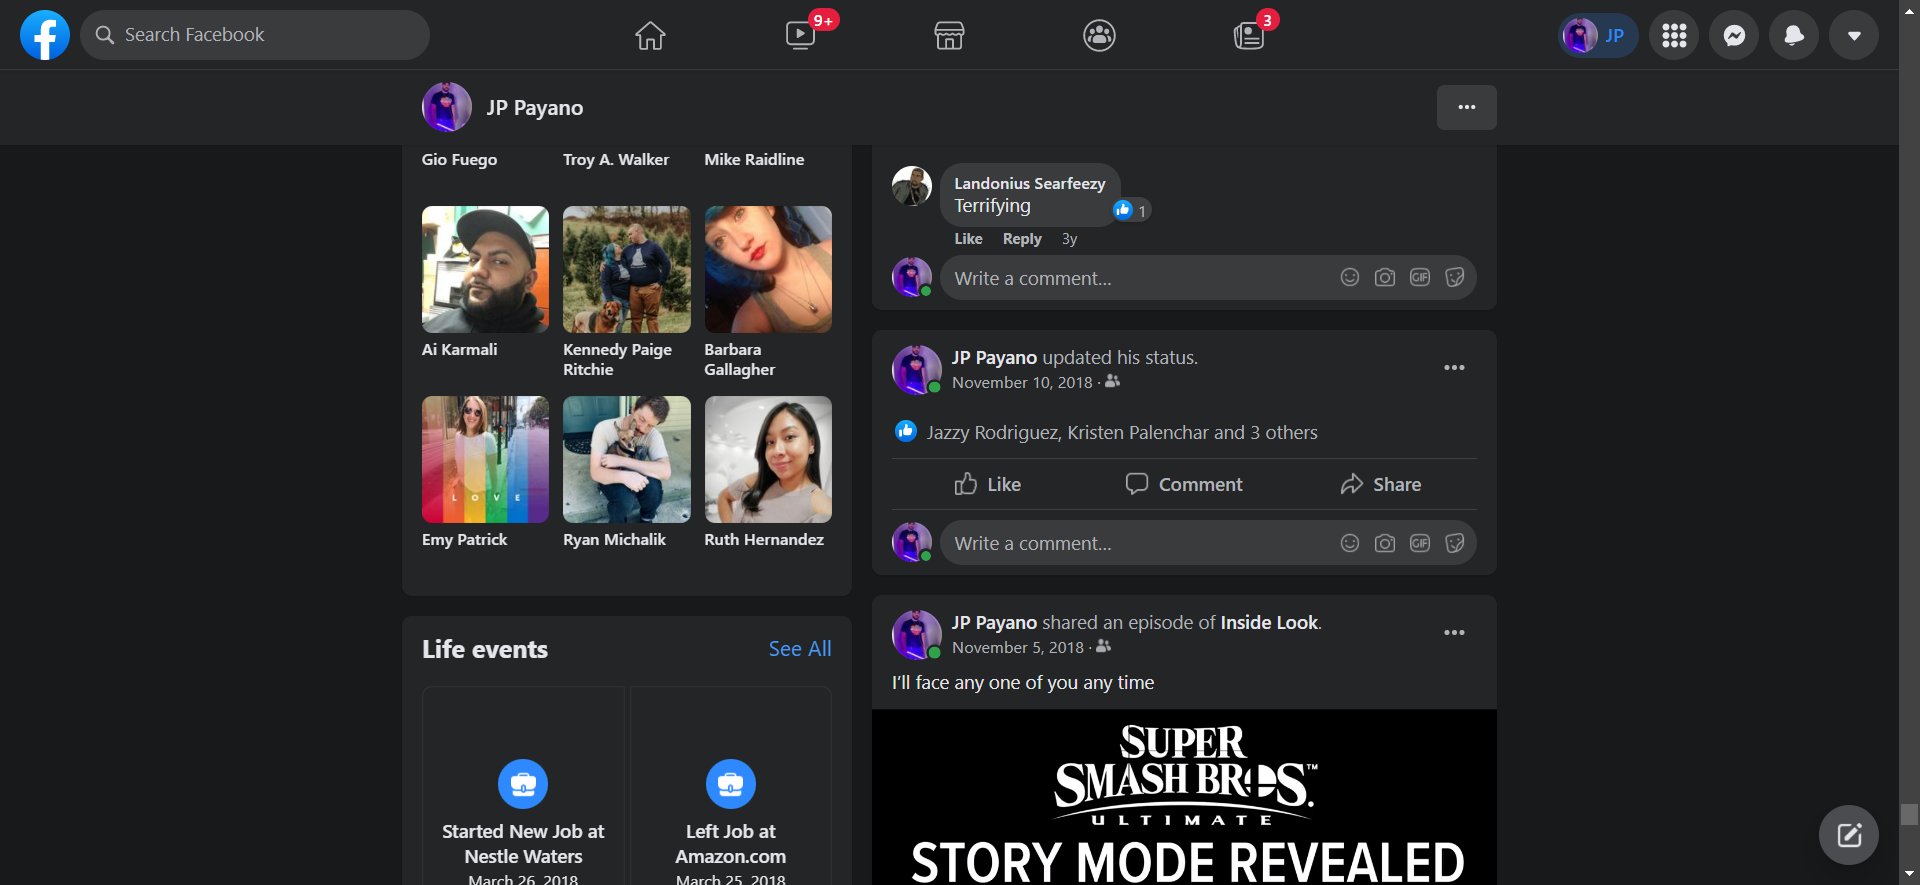 Search Facebook
9+
3
JP
JP Payano
Gio Fuego
Troy A. Walker
Mike Raidline
Ai Karmali
Kennedy Paige
Ritchie
Barbara
Gallagher
LOVE
Emy Patrick
Ryan Michalik
Ruth Hernandez
Life events
See All
Started New Job at
Nestle Waters
March 26, 2018
Left Job at
Amazon.com
March 25, 2018
Landonius Searfeezy
Terrifying
1
Like Reply 3y
Write a comment...
GIF
JP Payano updated his status.
November 10, 2018 ·
Jazzy Rodriguez, Kristen Palenchar and 3 others
Like Comment Share
Write a comment...
GIF
JP Payano shared an episode of Inside Look.
November 5, 2018 ·
I'll face any one of you any time
SUPER
SMASH BROS.™
ULTIMATE
STORY MODE REVEALED